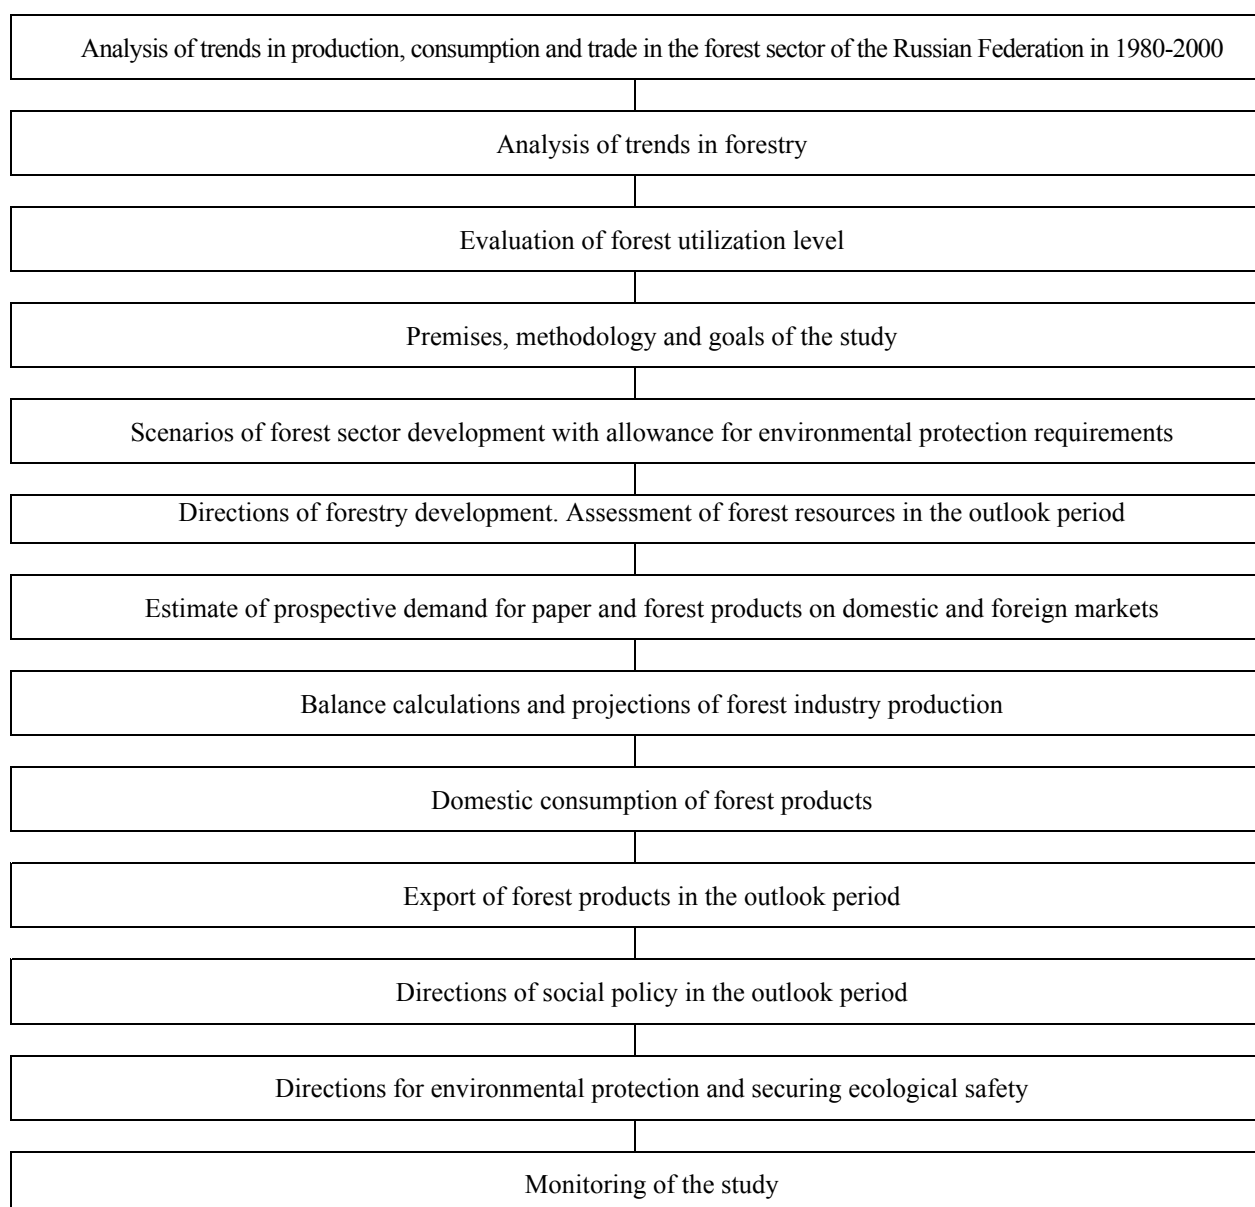 Analysis of trends in production, consumption and trade in the forest sector of the Russian Federation in 1980-2000
Analysis of trends in forestry
Evaluation of forest utilization level
Premises, methodology and goals of the study
Scenarios of forest sector development with allowance for environmental protection requirements
Directions of forestry development. Assessment of forest resources in the outlook period
Estimate of prospective demand for paper and forest products on domestic and foreign markets
Balance calculations and projections of forest industry production
Domestic consumption of forest products
Export of forest products in the outlook period
Directions of social policy in the outlook period
Directions for environmental protection and securing ecological safety
Monitoring of the study